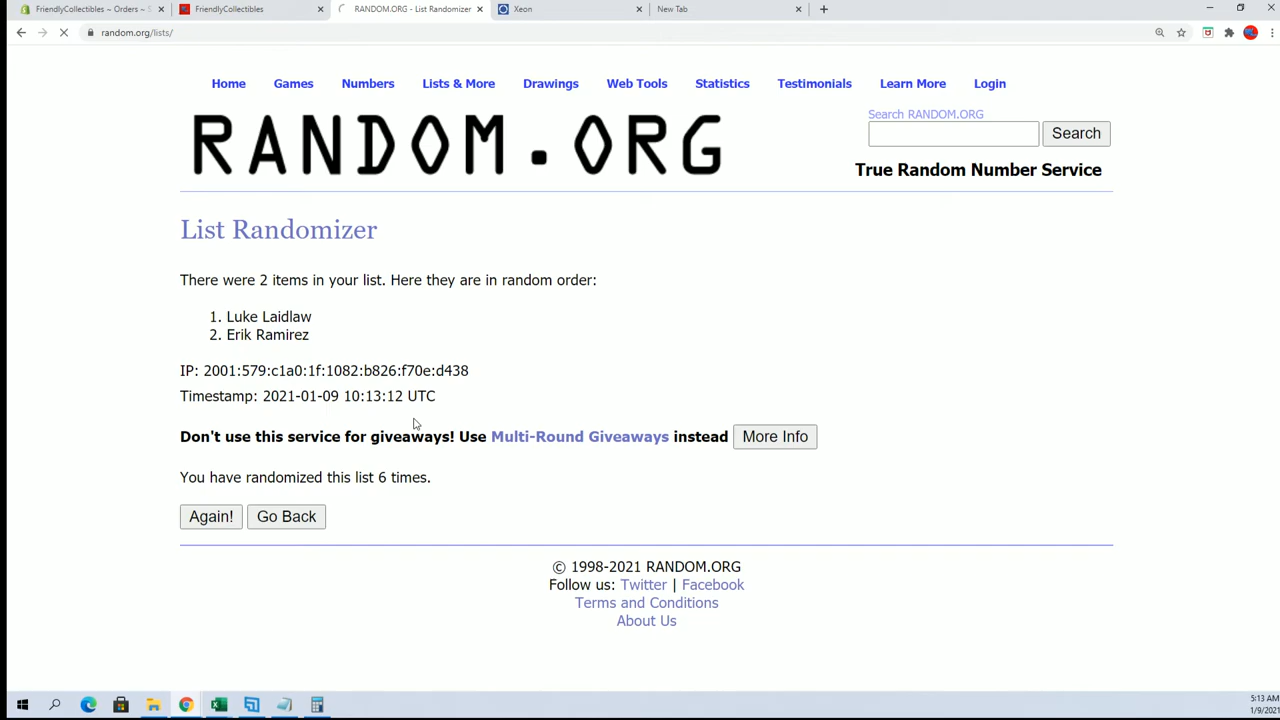 FriendlyCollectibles ~ Orders ~ S
FriendlyCollectibles
RANDOM.ORG - List Randomizer
Xeon
New Tab
random.org/lists/
Home Games Numbers Lists & More Drawings Web Tools Statistics Testimonials Learn More Login
RANDOM.ORG
Search RANDOM.ORG
Search
True Random Number Service
List Randomizer
There were 2 items in your list. Here they are in random order:
1. Luke Laidlaw
2. Erik Ramirez
IP: 2001:579:c1a0:1f:1082:b826:f70e:d438
Timestamp: 2021-01-09 10:13:12 UTC
Don't use this service for giveaways! Use Multi-Round Giveaways instead More Info
You have randomized this list 6 times.
Again! Go Back
© 1998-2021 RANDOM.ORG
Follow us: Twitter | Facebook
Terms and Conditions
About Us
5:13 AM
1/9/2021